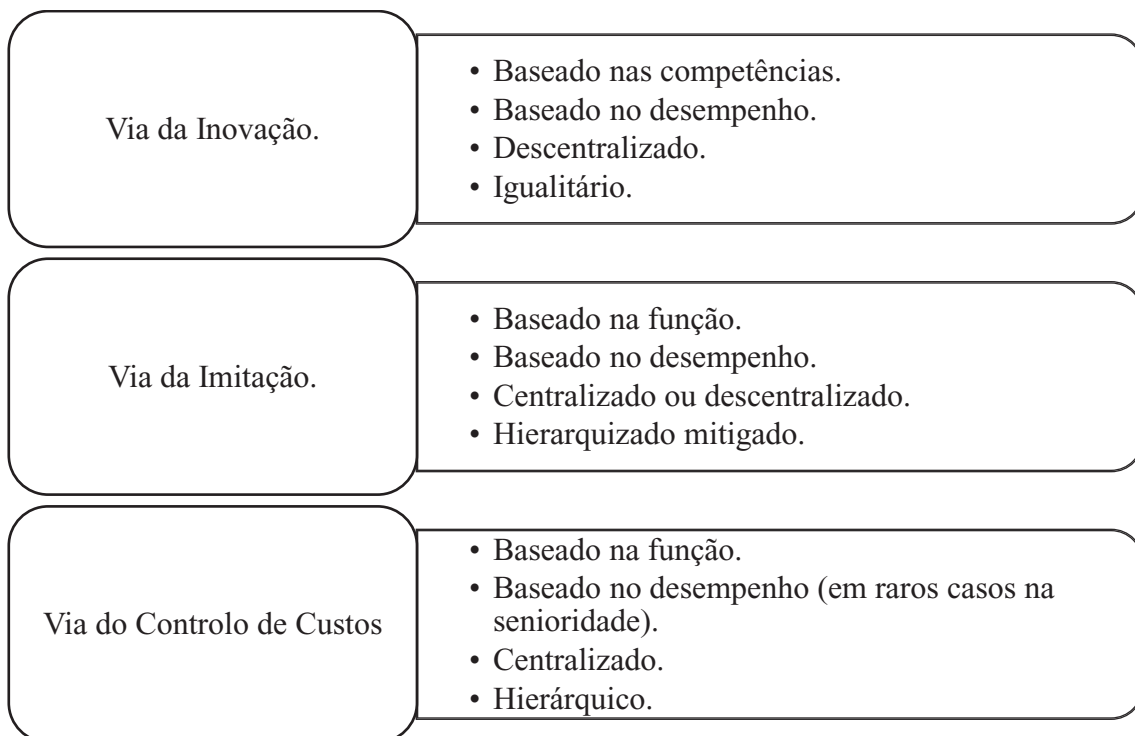 Via da Inovação.
• Baseado nas competências.
• Baseado no desempenho.
• Descentralizado.
• Igualitário.
Via da Imitação.
• Baseado na função.
• Baseado no desempenho.
• Centralizado ou descentralizado.
• Hierarquizado mitigado.
Via do Controlo de Custos
• Baseado na função.
• Baseado no desempenho (em raros casos na
senioridade).
• Centralizado.
• Hierárquico.